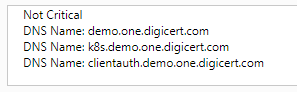 Not Critical
DNS Name: demo.one.digicert.com
DNS Name: k8s.demo.one.digicert.com
DNS Name: clientauth.demo.one.digicert.com